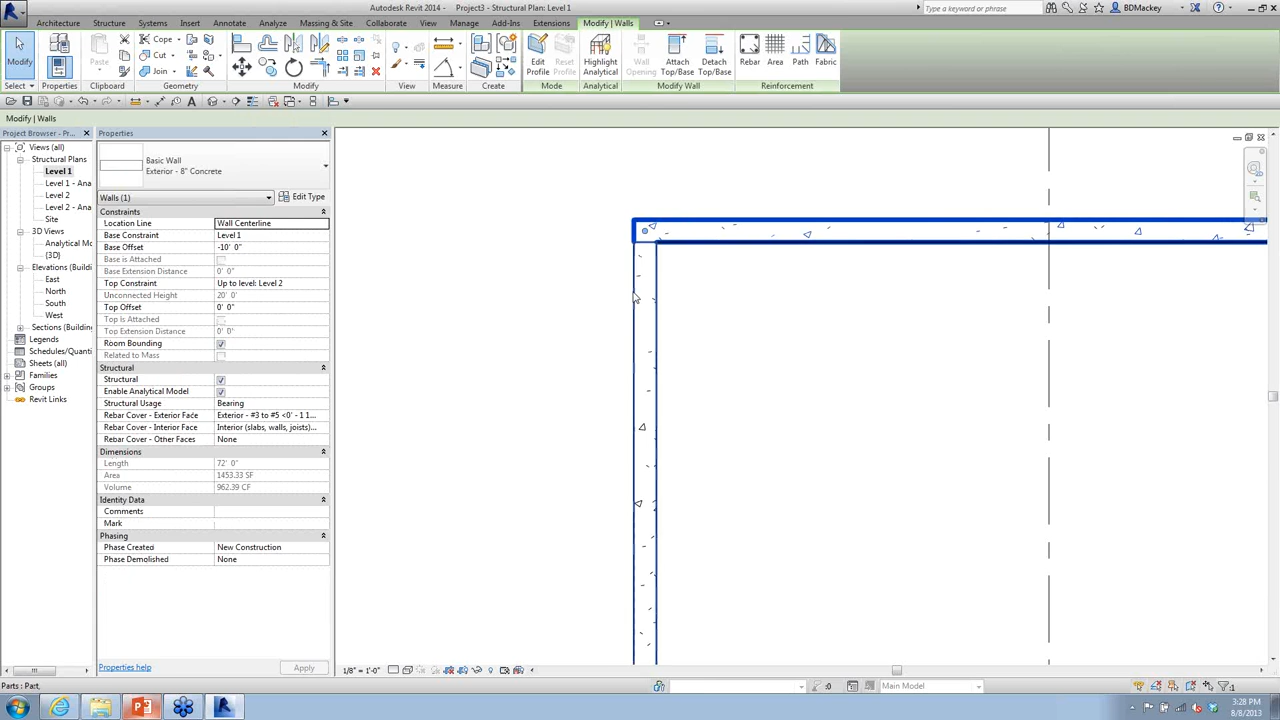 Autodesk Revit 2014 - Project3 - Structural Plan: Level 1
Type a keyword or phrase
BDMackey
Architecture Structure Systems Insert Annotate Analyze Massing & Site Collaborate View Manage Add-Ins Extensions Modify | Walls
Modify Paste Cope Cut Join Edit Profile Reset Profile Highlight Analytical Wall Opening Attach Top/Base Detach Top/Base Rebar Area Path Fabric
Select Properties Clipboard Geometry Modify View Measure Create Mode Analytical Modify Wall Reinforcement
Modify | Walls
Project Browser - Pr...
Views (all)
Structural Plans
Level 1
Level 1 - Ana
Level 2
Level 2 - Ana
Site
3D Views
Analytical M
{3D}
Elevations (Buildi
East
North
South
West
Sections (Building
Legends
Schedules/Quanti
Sheets (all)
Families
Groups
Revit Links
Properties
Basic Wall
Exterior - 8" Concrete
Walls (1) Edit Type
Constraints
Location Line Wall Centerline
Base Constraint Level 1
Base Offset -10' 0"
Base is Attached
Base Extension Distance 0' 0"
Top Constraint Up to level: Level 2
Unconnected Height 20' 0"
Top Offset 0' 0"
Top is Attached
Top Extension Distance 0' 0"
Room Bounding
Related to Mass
Structural
Structural
Enable Analytical Model
Structural Usage Bearing
Rebar Cover - Exterior Face Exterior - #3 to #5 <0' - 1 1...
Rebar Cover - Interior Face Interior (slabs, walls, joists)...
Rebar Cover - Other Faces None
Dimensions
Length 72' 0"
Area 1453.33 SF
Volume 962.39 CF
Identity Data
Comments
Mark
Phasing
Phase Created New Construction
Phase Demolished None
Properties help Apply
1/8" = 1'-0"
Parts : Part, :0 Main Model :1
3:28 PM
8/8/2013